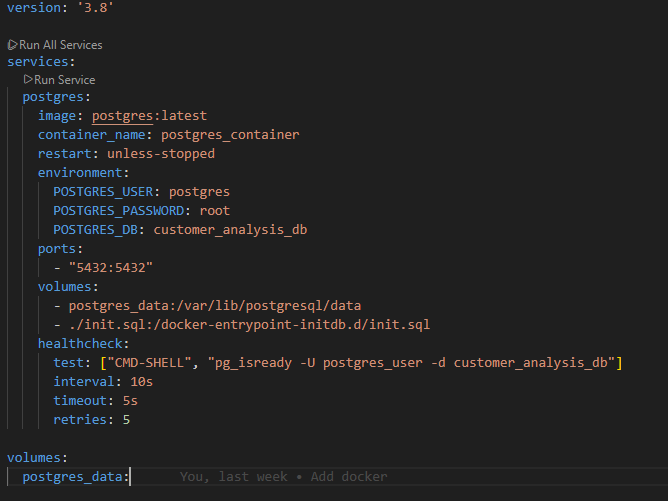 version: '3.8'
Run All Services
services:
Run Service
  postgres:
    image: postgres:latest
    container_name: postgres_container
    restart: unless-stopped
    environment:
      POSTGRES_USER: postgres
      POSTGRES_PASSWORD: root
      POSTGRES_DB: customer_analysis_db
    ports:
      - "5432:5432"
    volumes:
      - postgres_data:/var/lib/postgresql/data
      - ./init.sql:/docker-entrypoint-initdb.d/init.sql
    healthcheck:
      test: ["CMD-SHELL", "pg_isready -U postgres_user -d customer_analysis_db"]
      interval: 10s
      timeout: 5s
      retries: 5
volumes:
  postgres_data: You, last week • Add docker